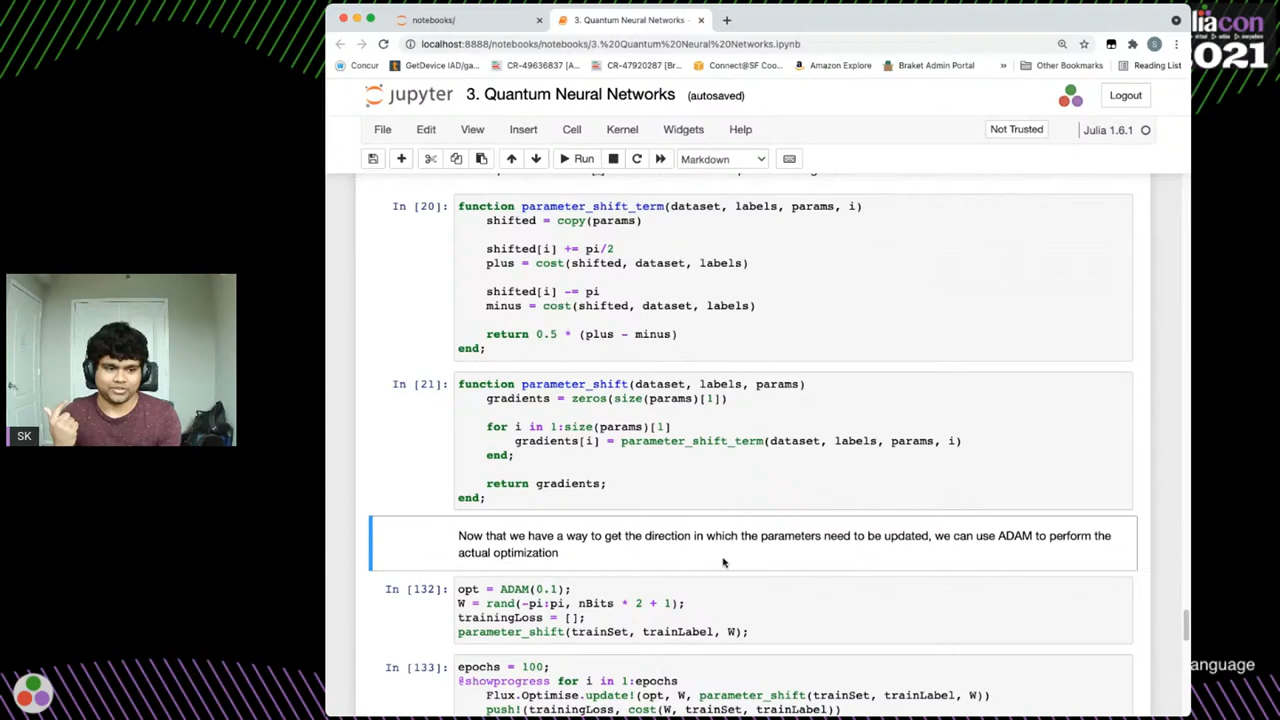 notebooks/
3. Quantum Neural Networks -
localhost:8888/notebooks/notebooks/3.%20Quantum%20Neural%20Networks.ipynb
S
Concur
GetDevice IAD/ga...
CR-49636837 [A...
CR-47920287 [Br...
Connect@SF Coo...
Amazon Explore
Braket Admin Portal
»
Other Bookmarks
Reading List
liacon
2021
jupyter 3. Quantum Neural Networks (autosaved)
Logout
File Edit View Insert Cell Kernel Widgets Help
Not Trusted
Julia 1.6.1
Run
Markdown
In [20]: function parameter_shift_term(dataset, labels, params, i)
shifted = copy(params)
shifted[i] += pi/2
plus = cost(shifted, dataset, labels)
shifted[i] -= pi
minus = cost(shifted, dataset, labels)
return 0.5 * (plus - minus)
end;
In [21]: function parameter_shift(dataset, labels, params)
gradients = zeros(size(params)[1])
for i in 1:size(params)[1]
gradients[i] = parameter_shift_term(dataset, labels, params, i)
end;
return gradients;
end;
Now that we have a way to get the direction in which the parameters need to be updated, we can use ADAM to perform the
actual optimization
In [132]: opt = ADAM(0.1);
W = rand(-pi:pi, nBits * 2 + 1);
trainingLoss = [];
parameter_shift(trainSet, trainLabel, W);
In [133]: epochs = 100;
@showprogress for i in 1:epochs
Flux.Optimise.update!(opt, W, parameter_shift(trainSet, trainLabel, W))
push!(trainingLoss, cost(W, trainSet, trainLabel))
SK
anguage